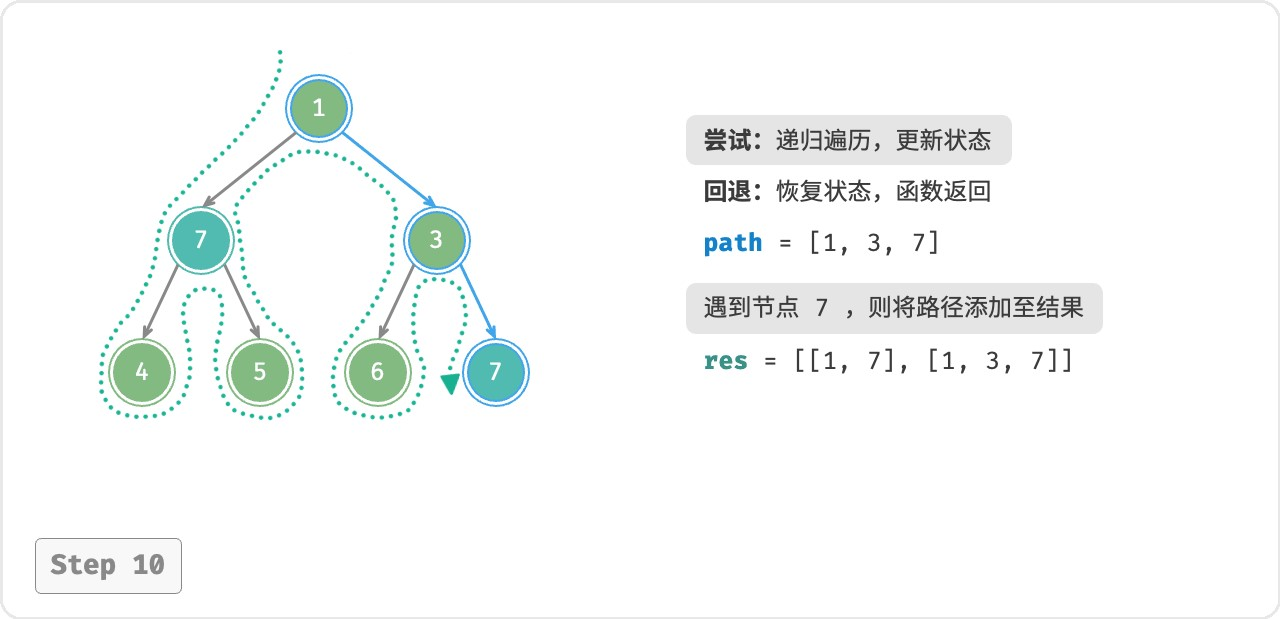 1
7
3
4
5
6
7
尝试：递归遍历，更新状态
回退：恢复状态，函数返回
path = [1, 3, 7]
遇到节点 7 ，则将路径添加至结果
res = [[1, 7], [1, 3, 7]]
Step 10